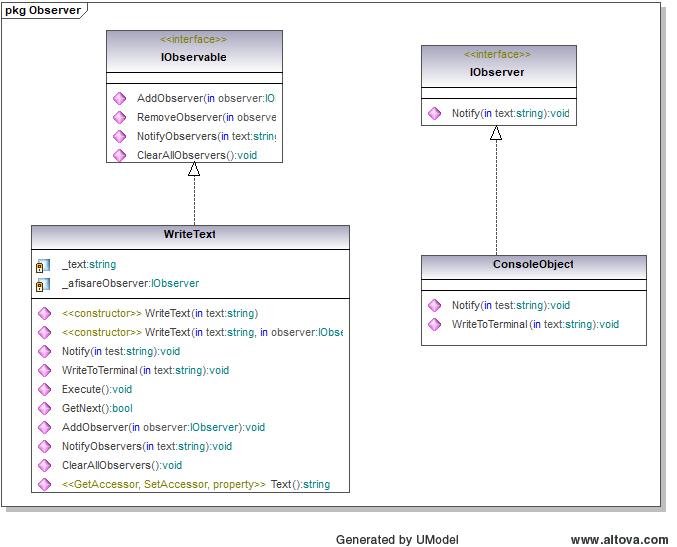 pkg Observer
<<interface>>
IObservable
AddObserver(in observer:IO
RemoveObserver(in observe
NotifyObservers(in text:string
ClearAllObservers():void
<<interface>>
IObserver
Notify(in text:string):void
WriteText
_text:string
_afisareObserver:IObserver
<<constructor>> WriteText(in text:string)
<<constructor>> WriteText(in text:string, in observer:IObse
Notify(in test:string):void
WriteToTerminal(in text:string):void
Execute():void
GetNext():bool
AddObserver(in observer:IObserver):void
NotifyObservers(in text:string):void
ClearAllObservers():void
<<GetAccessor, SetAccessor, property>> Text():string
ConsoleObject
Notify(in test:string):void
WriteToTerminal(in text:string):void
Generated by UModel
www.altova.com